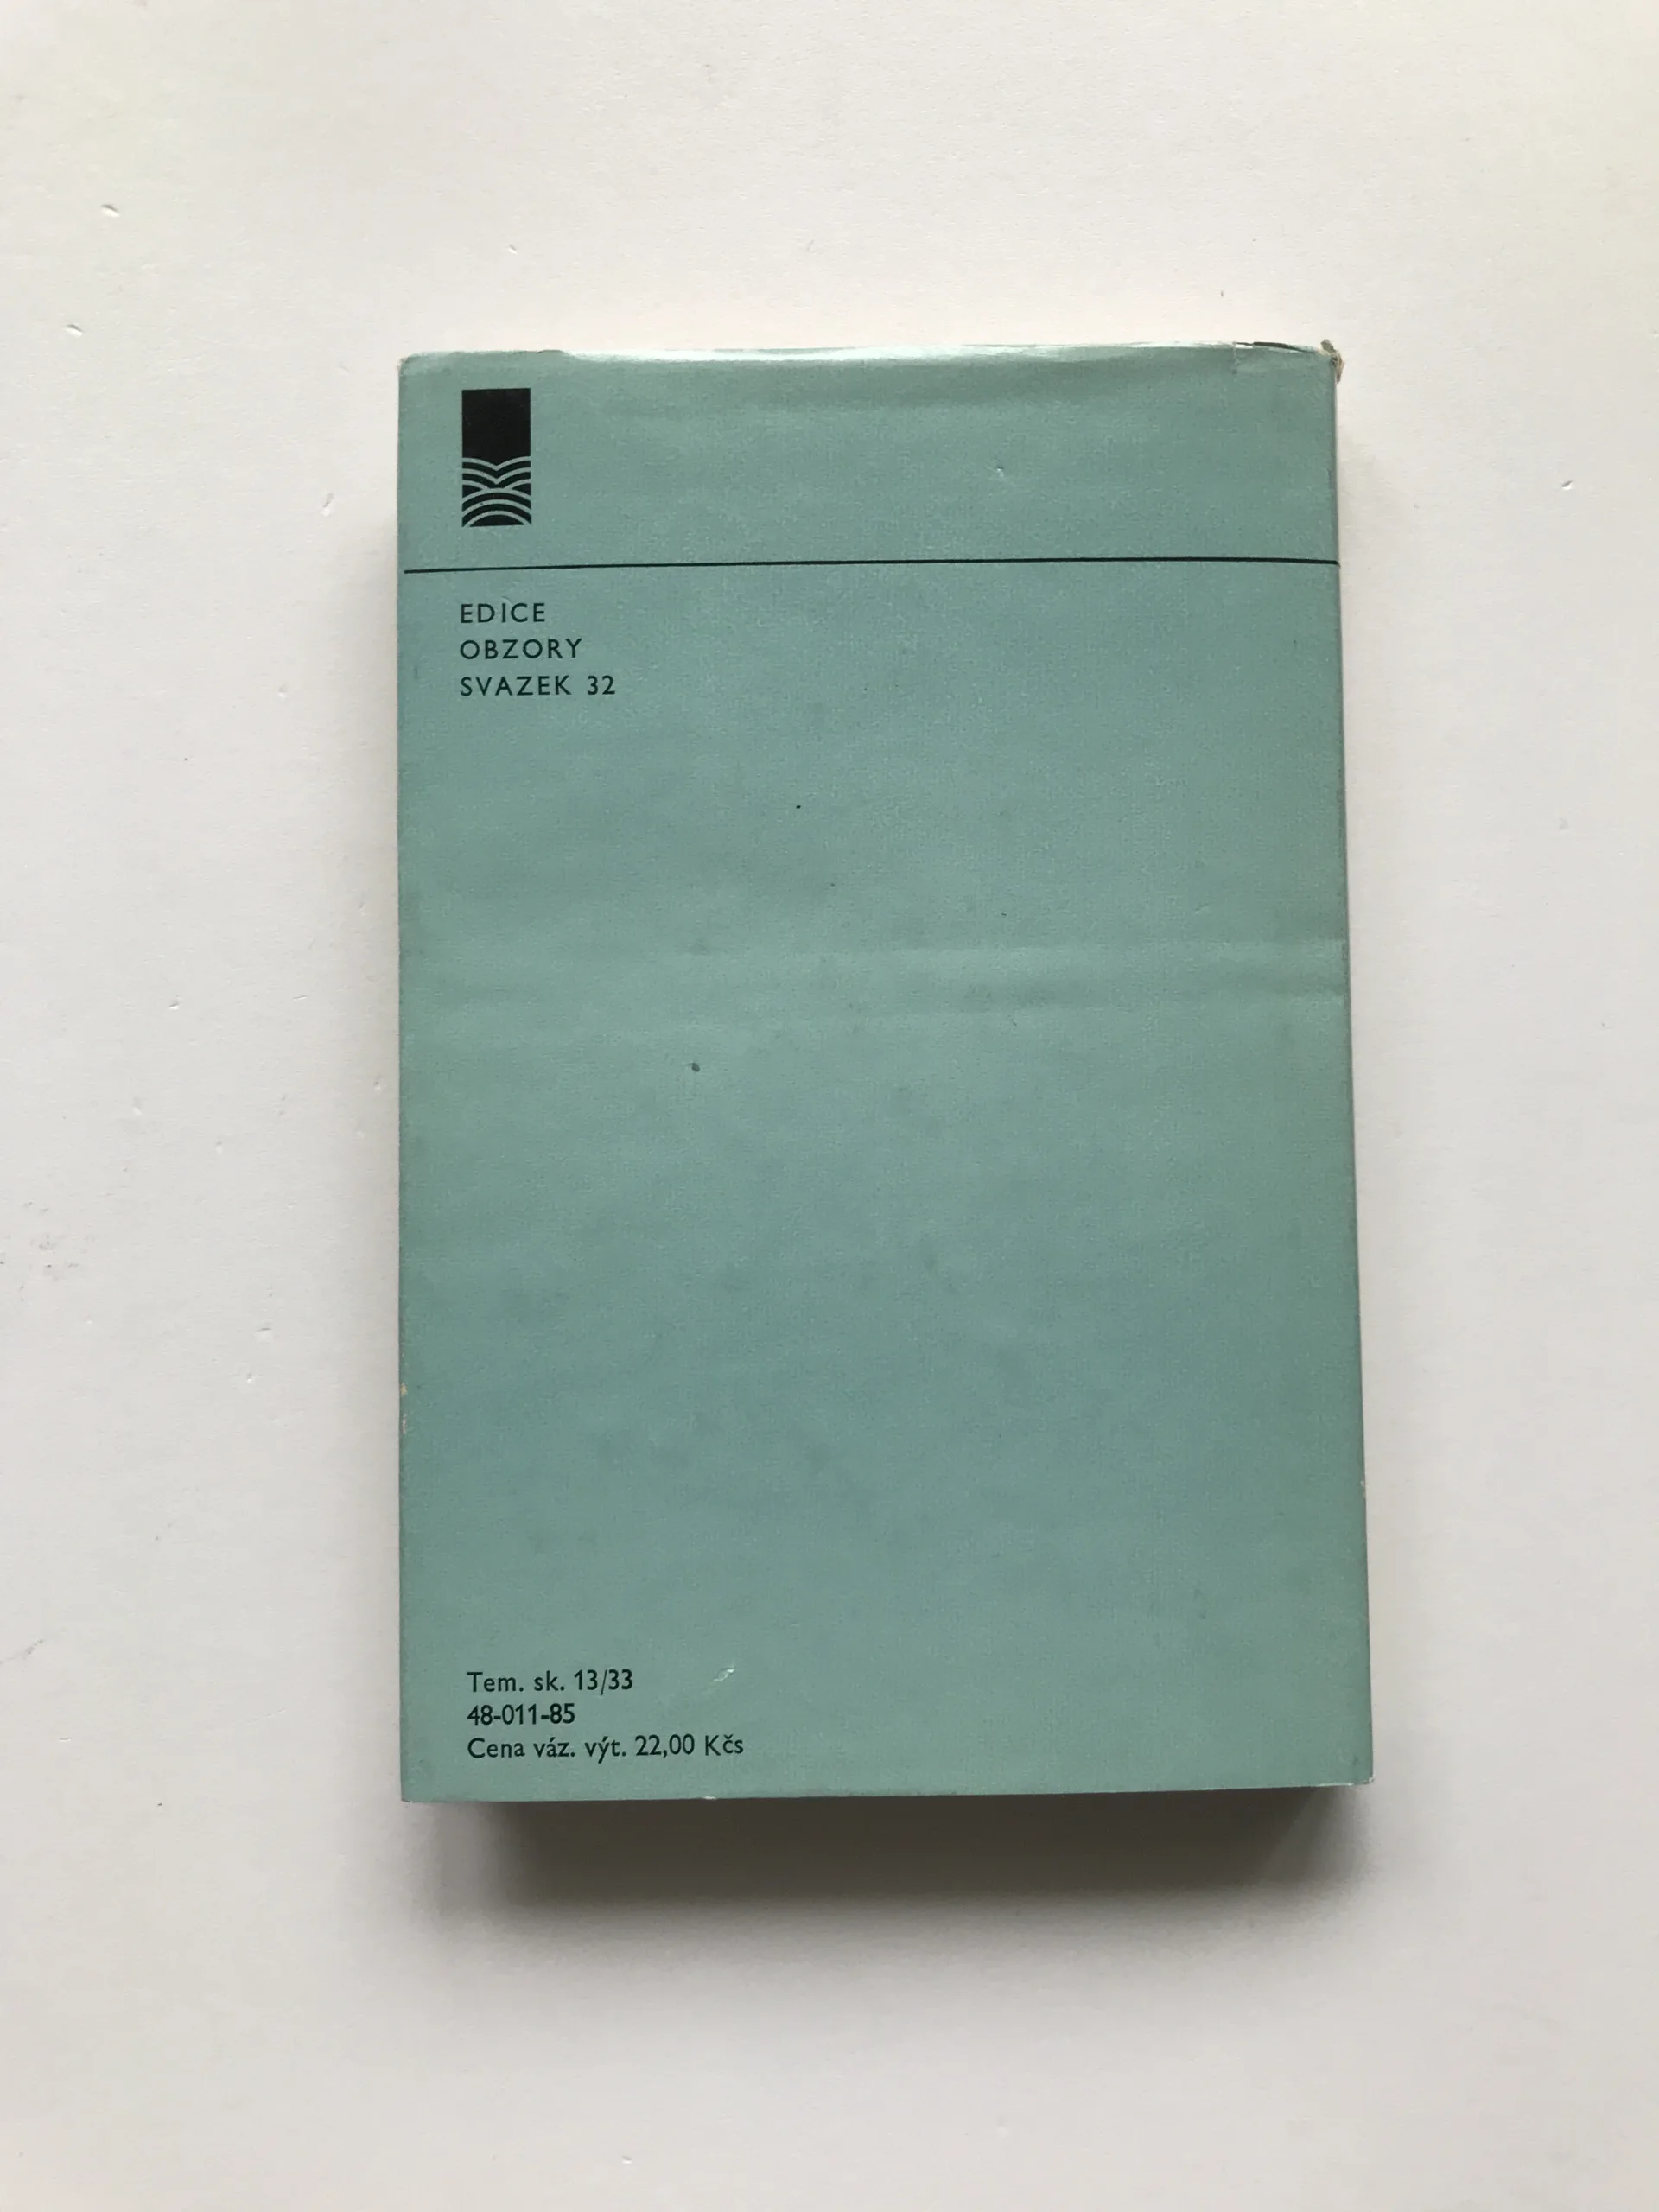 EDICE
OBZORY
SVAZEK 32
Tem. sk. 13/33
48-011-85
Cena váz. výt. 22,00 Kčs